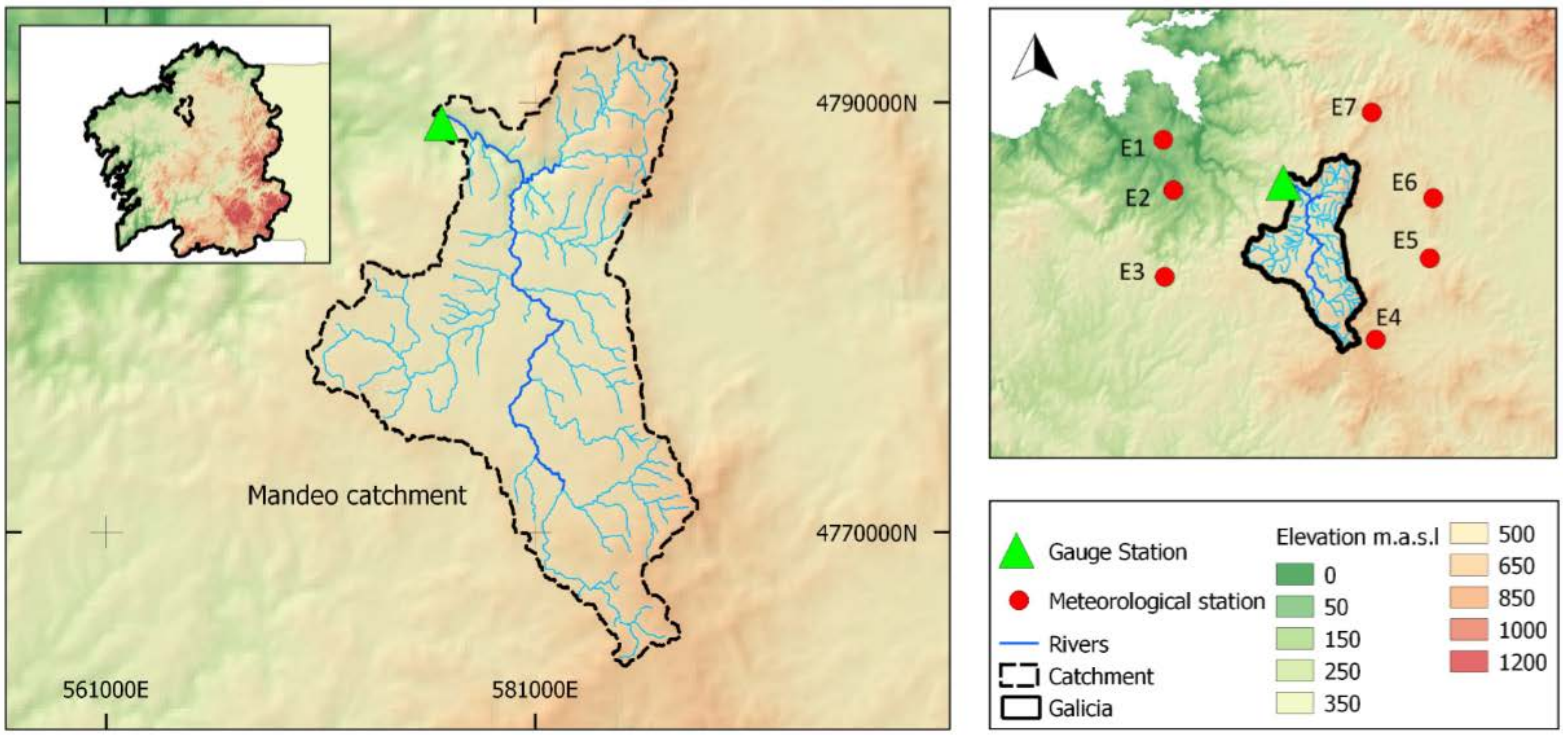 4790000N
Mandeo catchment
4770000N
561000E
581000E
E7
E1
E2
E6
E5
E3
E4
Gauge Station
Meteorological station
Rivers
Catchment
Galicia
Elevation m.a.s.l
0
50
150
250
350
500
650
850
1000
1200